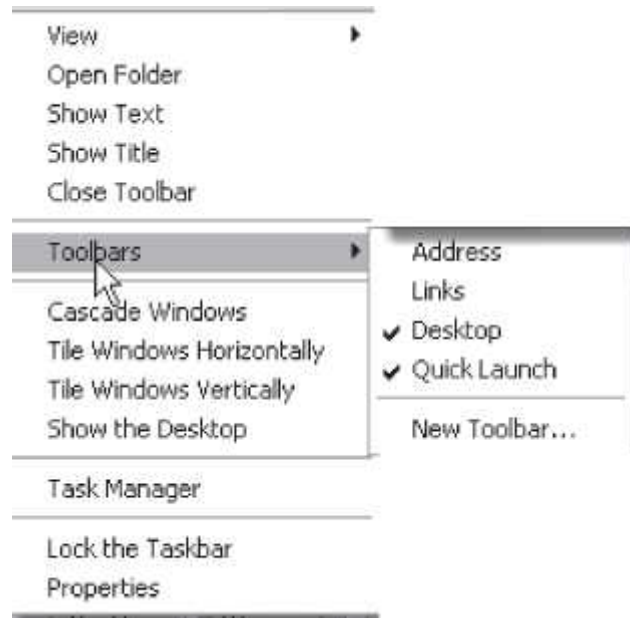 View
Open Folder
Show Text
Show Title
Close Toolbar
Toolbars
Cascade Windows
Tile Windows Horizontally
Tile Windows Vertically
Show the Desktop
Task Manager
Lock the Taskbar
Properties
Address
Links
Desktop
Quick Launch
New Toolbar...